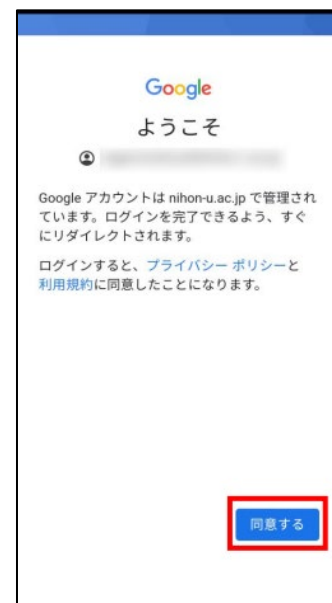 Google
ようこそ
Google アカウントは nihon-u.ac.jp で管理され
ています。ログインを完了できるよう、すぐ
にリダイレクトされます。
ログインすると、プライバシー ポリシーと
利用規約に同意したことになります。
同意する